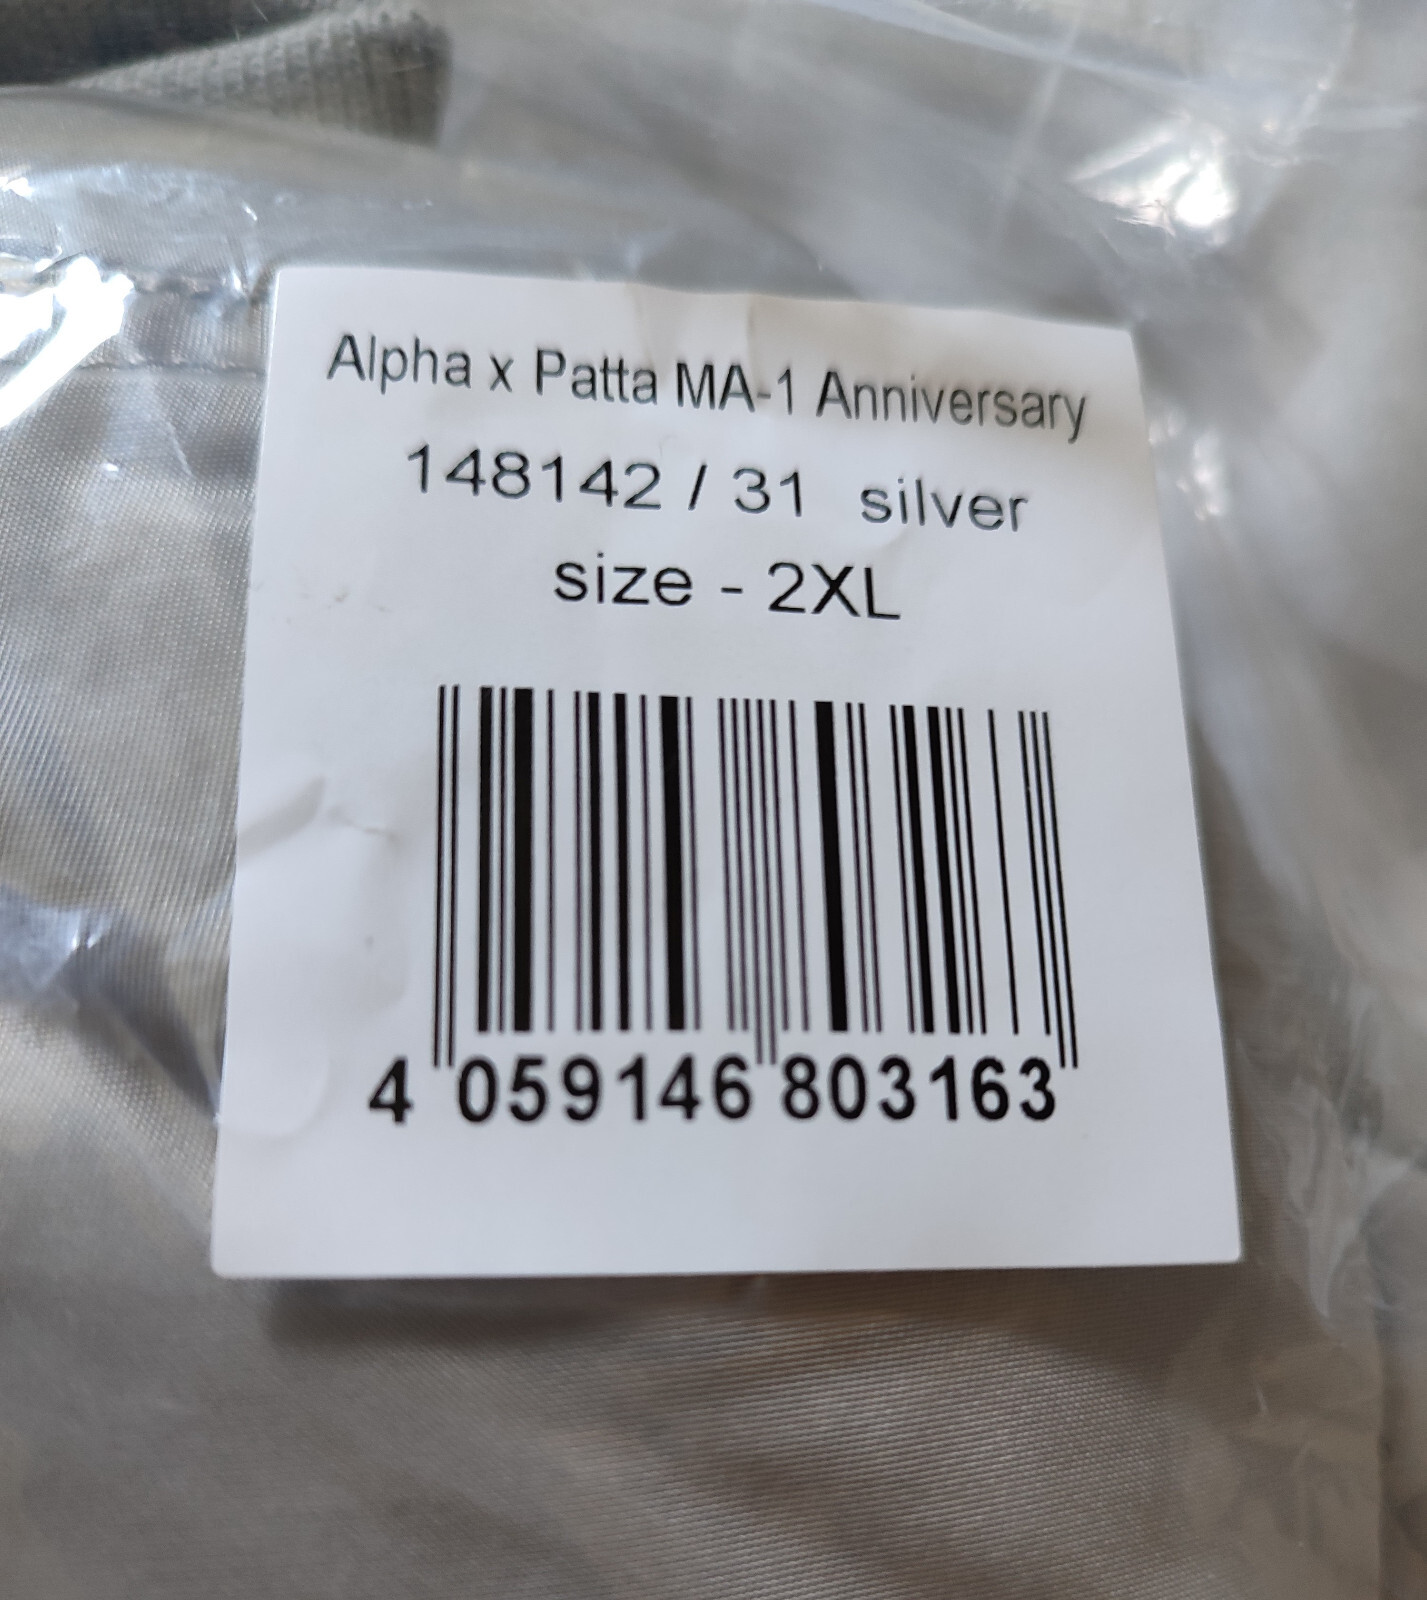 Alpha x Patta MA-1 Anniversary
148142 / 31 silver
size - 2XL
4 059146 803163